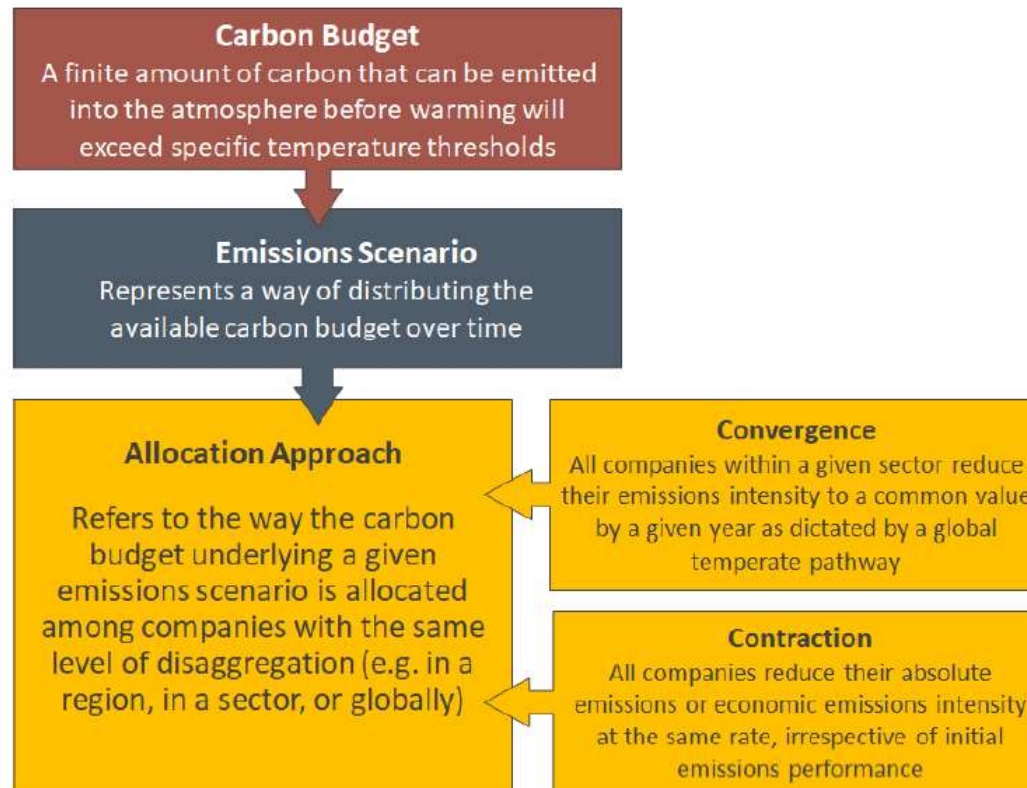 Carbon Budget
A finite amount of carbon that can be emitted
into the atmosphere before warming will
exceed specific temperature thresholds
Emissions Scenario
Represents a way of distributing the
available carbon budget over time
Allocation Approach
Refers to the way the carbon
budget underlying a given
emissions scenario is allocated
among companies with the same
level of disaggregation (e.g. in a
region, in a sector, or globally)
Convergence
All companies within a given sector reduce
their emissions intensity to a common value
by a given year as dictated by a global
temperate pathway
Contraction
All companies reduce their absolute
emissions or economic emissions intensity
at the same rate, irrespective of initial
emissions performance